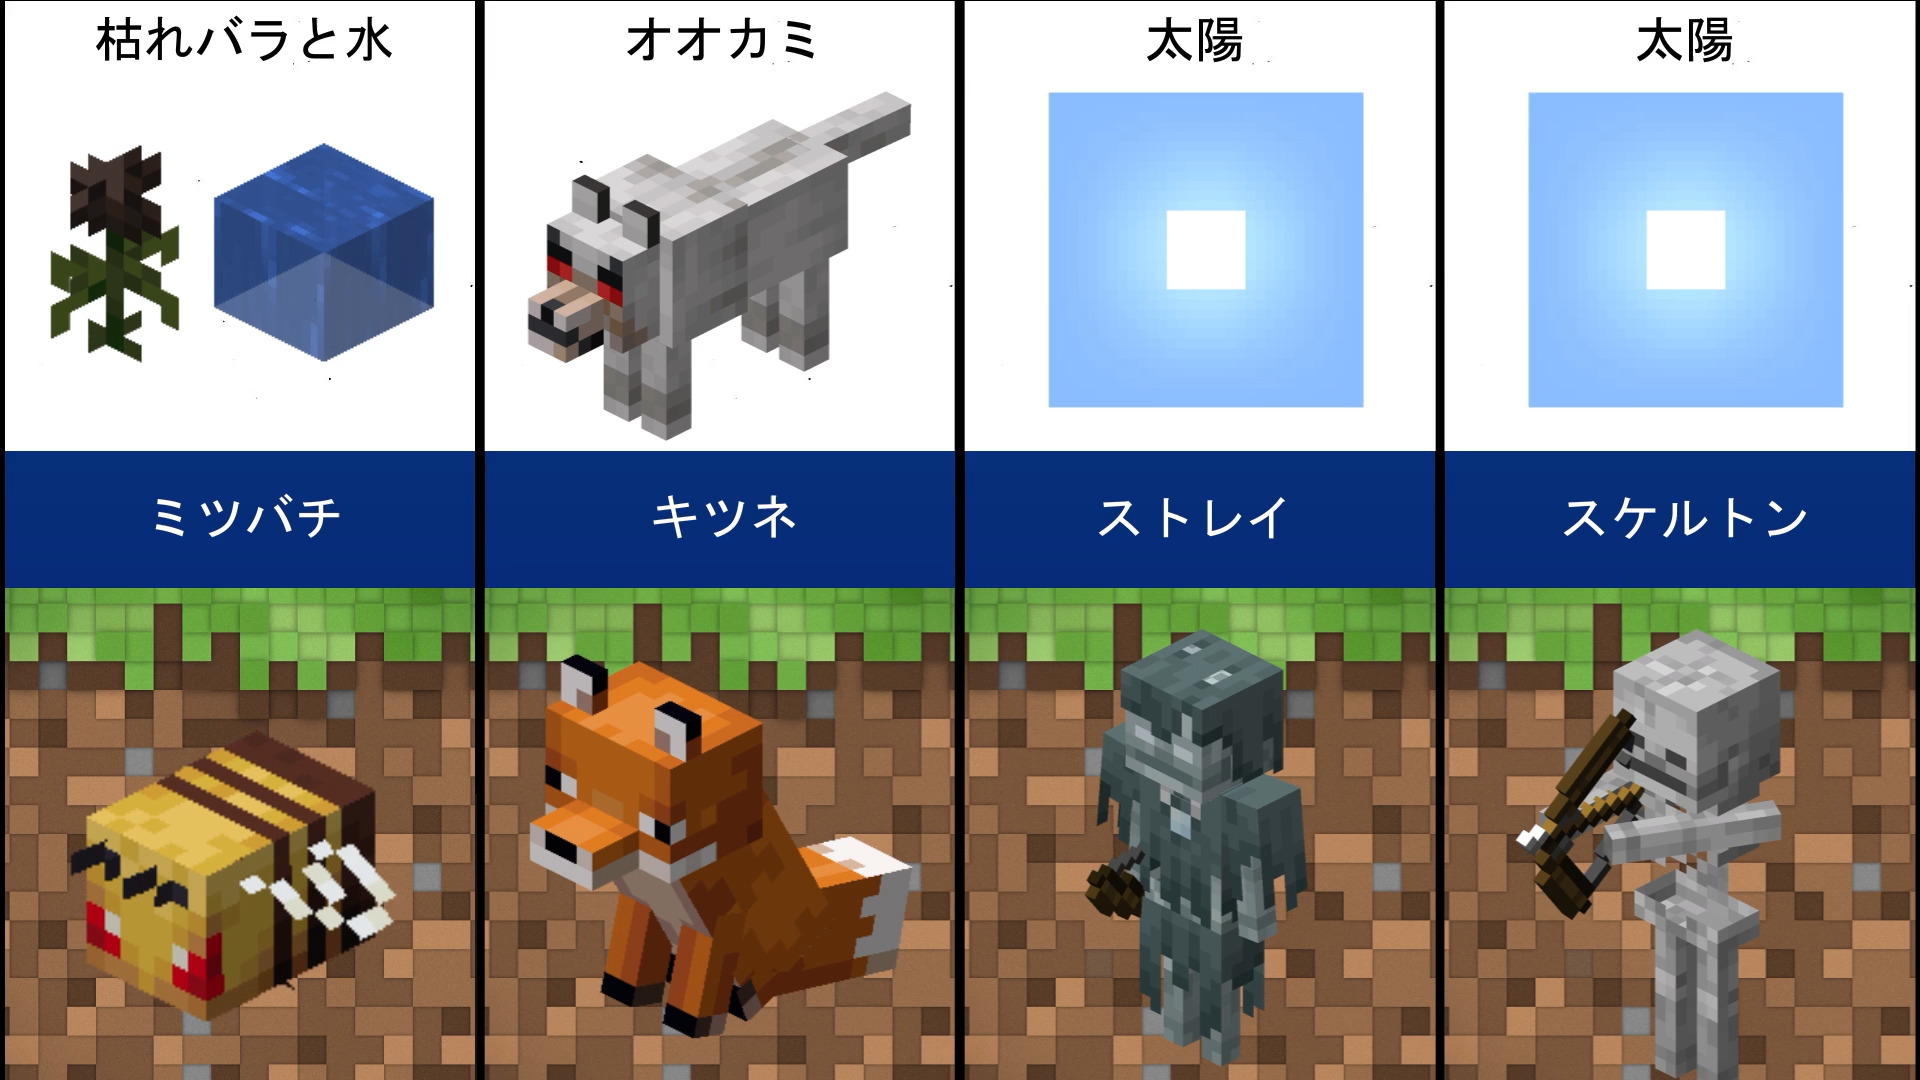 枯れバラと水
オオカミ
太陽
太陽
ミツバチ
キツネ
ストレイ
スケルトン